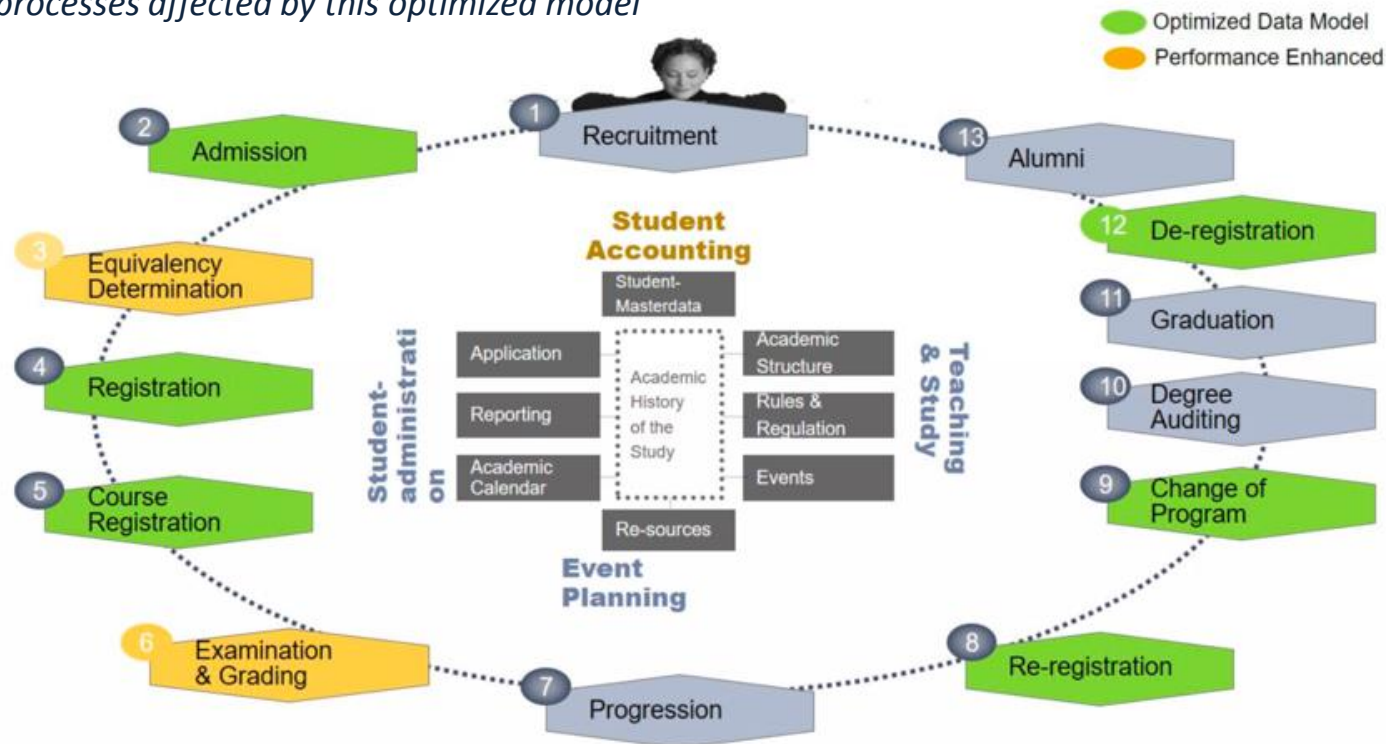 processes affected by this optimized model
Optimized Data Model
Performance Enhanced
1
Recruitment
2
Admission
3
Equivalency
Determination
4
Registration
5
Course
Registration
6
Examination
& Grading
7
Progression
8
Re-registration
9
Change of
Program
10
Degree
Auditing
11
Graduation
12
De-registration
13
Alumni
Student
Accounting
Student-
Masterdata
Student-
administrati
on
Application
Reporting
Academic
Calendar
Academic
History
of the
Study
Academic
Structure
Rules &
Regulation
Events
Re-sources
Teaching
& Study
Event
Planning